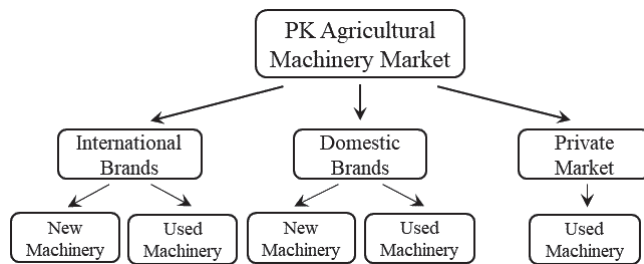 PK Agricultural
Machinery Market
International
Brands
Domestic
Brands
Private
Market
New
Machinery
Used
Machinery
New
Machinery
Used
Machinery
Used
Machinery